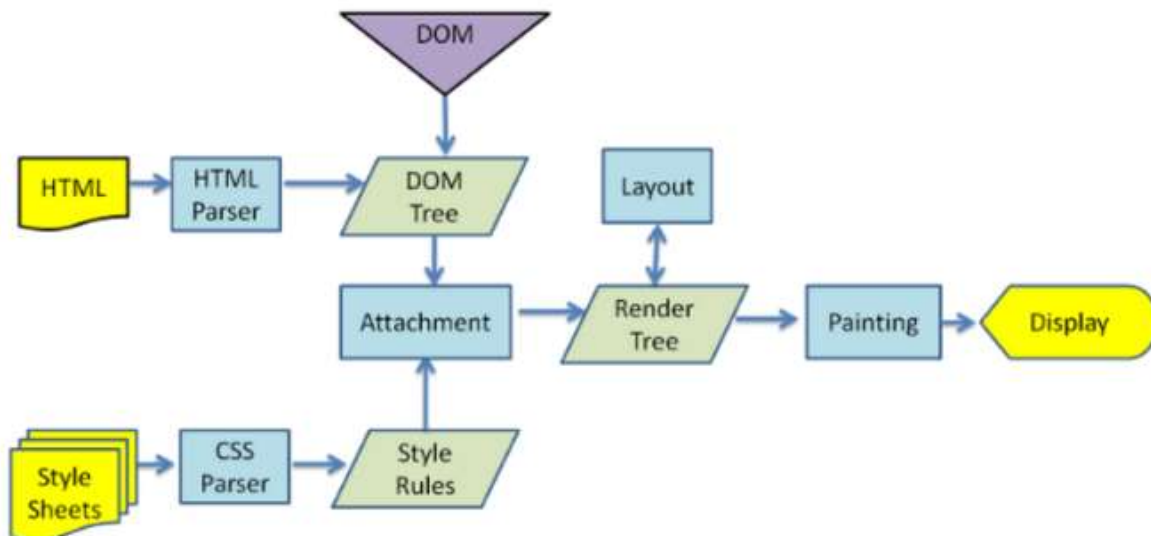 DOM
HTML
HTML
Parser
DOM
Tree
Layout
Attachment
Render
Tree
Painting
Display
Style
Sheets
CSS
Parser
Style
Rules